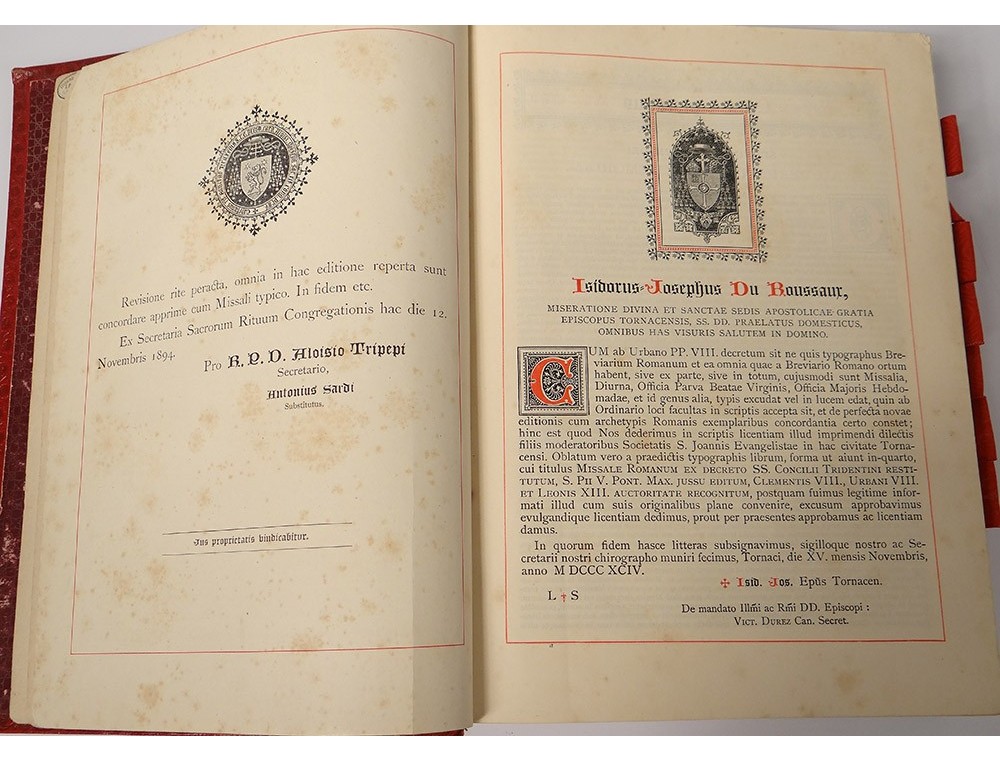 Revisione rite peracta, omnia in hac editione reperta sunt
concordare apprime cum Missali typico. In fidem etc.
Ex Secretaria Sacrorum Rituum Congregationis hac die 12.
Novembris 1894.
Pro R. P. D. Aloisio Tripepi
Secretario,
Antonius Sardi
Substitutus.
Jus proprietatis vindicabitur.
Isidorus-Josephus Du Roussaux,
MISERATIONE DIVINA ET SANCTAE SEDIS APOSTOLICAE GRATIA
EPISCOPUS TORNACENSIS, SS. DD. PRAELATUS DOMESTICUS,
OMNIBUS HAS VISURIS SALUTEM IN DOMINO.
CUM ab Urbano PP. VIII. decretum sit ne quis typographus Bre-
viarium Romanum et ea omnia quae a Breviario Romano ortum
habent, sive ex parte, sive in totum, cujusmodi sunt Missalia,
Diurna, Officia Parva Beatae Virginis, Officia Majoris Hebdo-
madae, et id genus alia, typis excudat vel in lucem edat, quin ab
Ordinario loci facultas in scriptis accepta sit, et de perfecta novae
editionis cum archetypis Romanis exemplaribus concordantia certo constet;
hinc est quod Nos dederimus in scriptis licentiam illud imprimendi dilectis
filiis moderatoribus Societatis S. Joannis Evangelistae in hac civitate Torna-
censi. Oblatum vero a praedictis typographis librum, forma ut aiunt in-quarto,
cui titulus MISSALE ROMANUM EX DECRETO SS. CONCILII TRIDENTINI RESTI-
TUTUM, S. PII V. PONT. MAX. JUSSU EDITUM, CLEMENTIS VIII., URBANI VIII.
ET LEONIS XIII. AUCTORITATE RECOGNITUM, postquam fuimus legitime infor-
mati illud cum suis originalibus plane convenire, excusum approbavimus
evulgandique licentiam dedimus, prout per praesentes approbamus ac licentiam
damus.
In quorum fidem hasce litteras subsignavimus, sigilloque nostro ac Se-
cretarii nostri chirographo muniri fecimus, Tornaci, die XV. mensis Novembris,
anno M DCCC XCIV.
✠ Isid. Jos. Epūs Tornacen.
L † S
De mandato Illm̃i ac Rm̃i DD. Episcopi :
VICT. DUREZ Can. Secret.